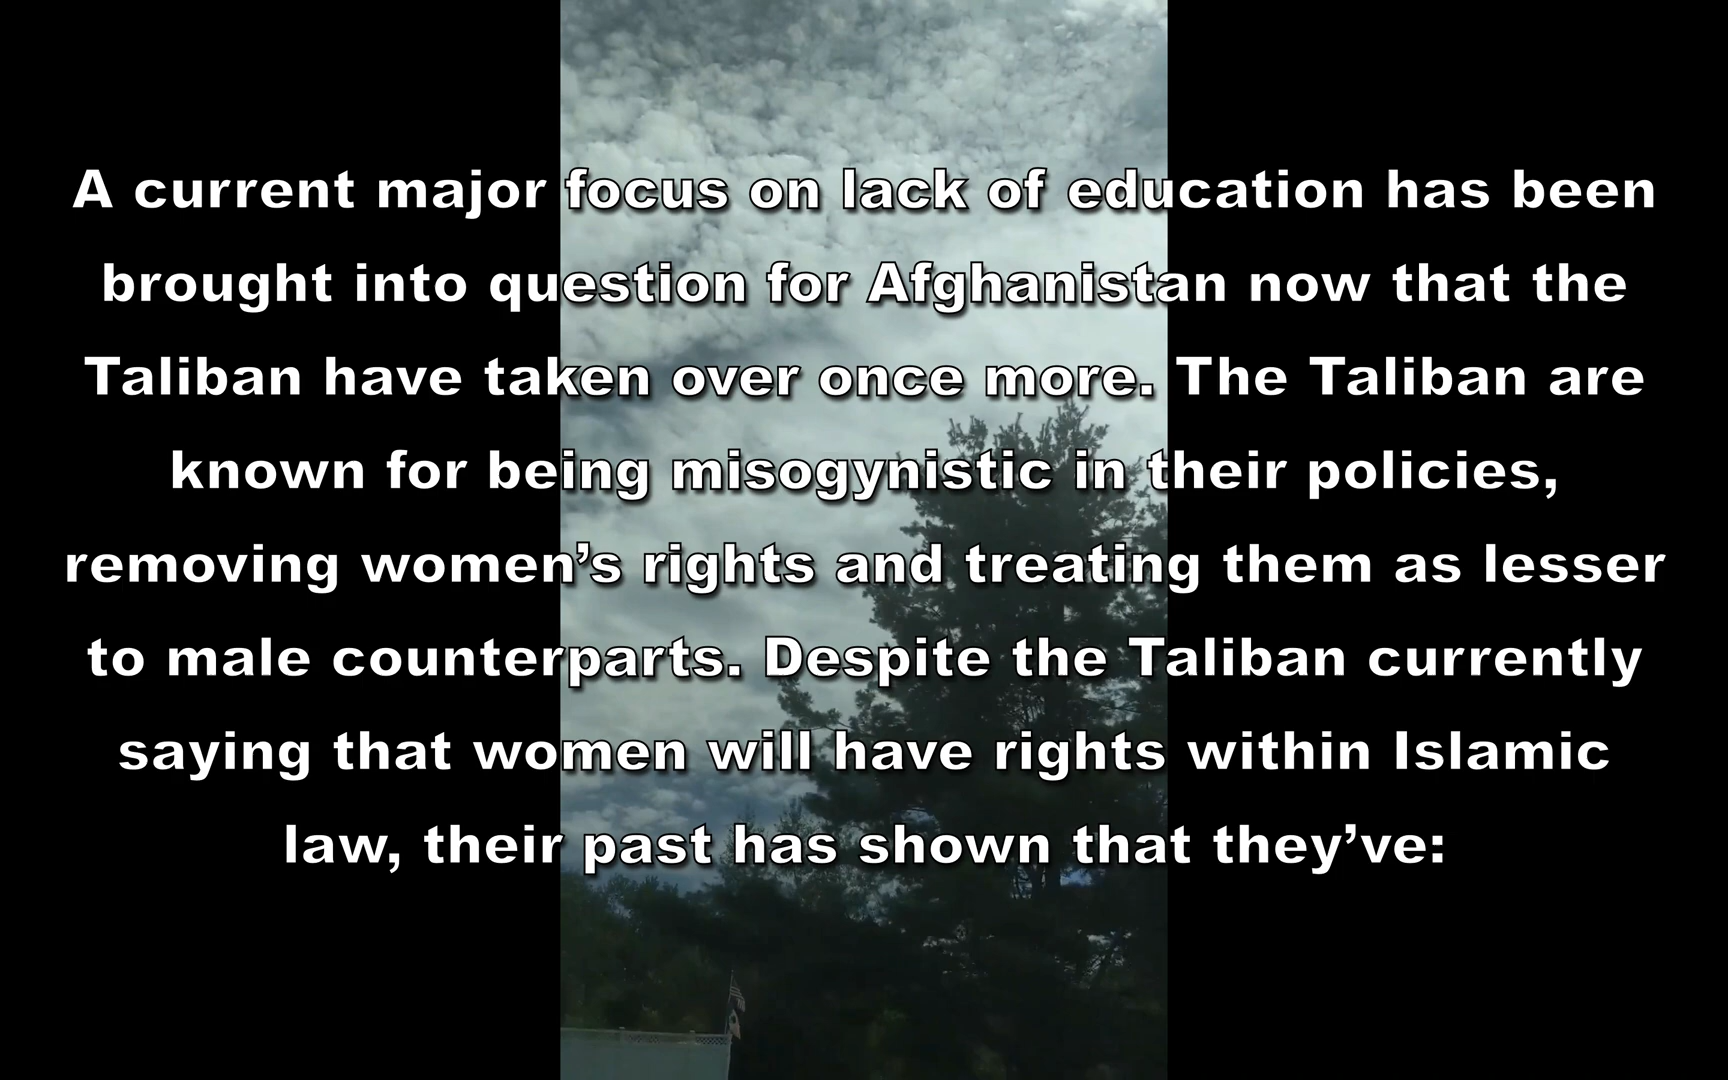 A current major focus on lack of education has been
brought into question for Afghanistan now that the
Taliban have taken over once more. The Taliban are
known for being misogynistic in their policies,
removing women’s rights and treating them as lesser
to male counterparts. Despite the Taliban currently
saying that women will have rights within Islamic
law, their past has shown that they’ve: